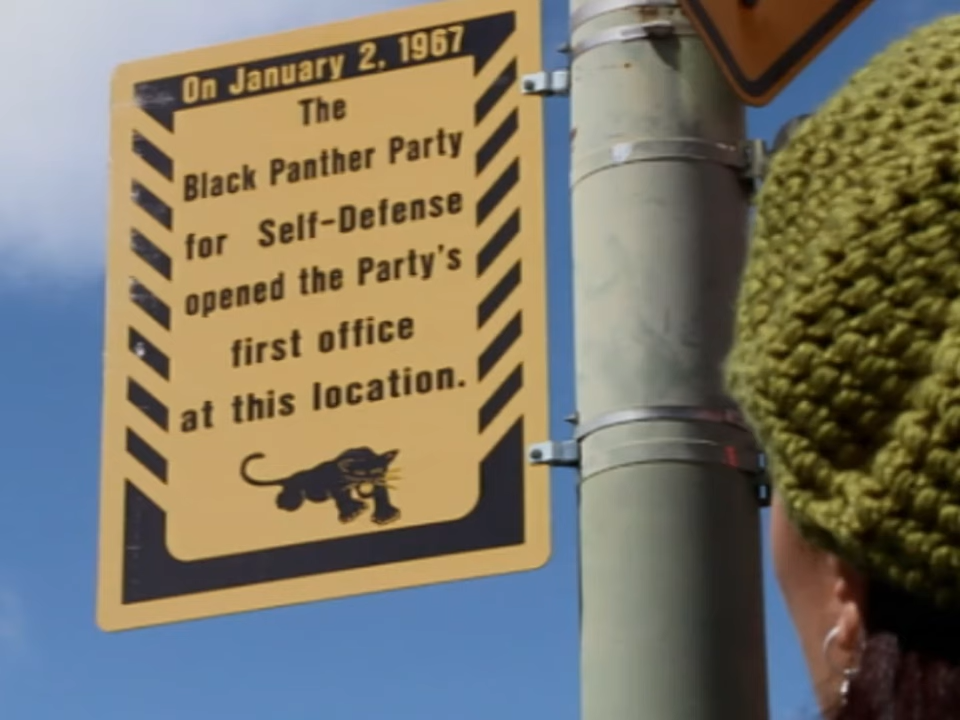 On January 2, 1967
The
Black Panther Party
for Self-Defense
opened the Party's
first office
at this location.